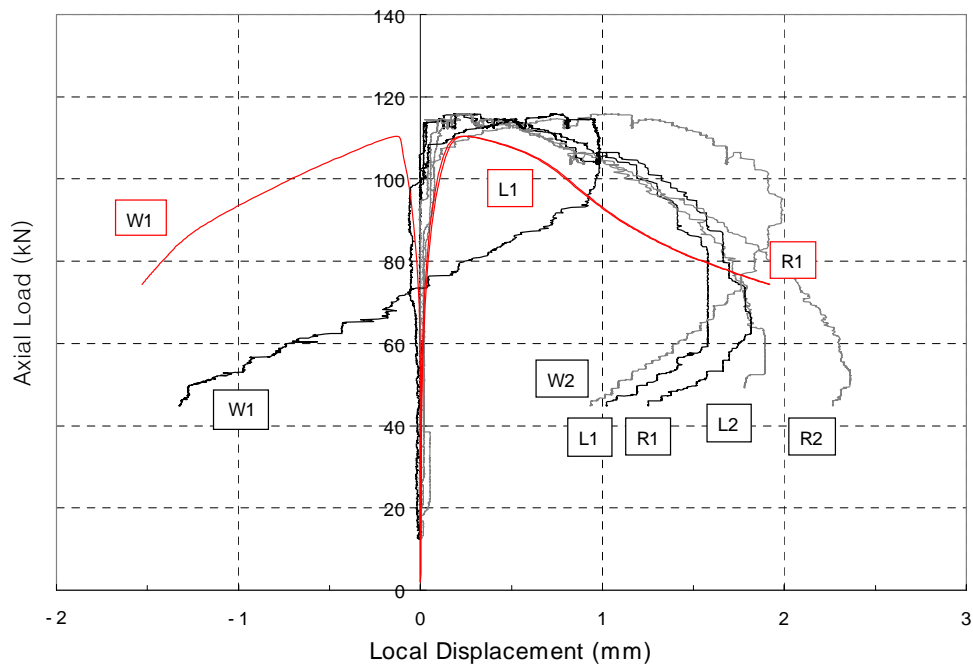 140
120
100
80
60
40
20
0
Axial Load (kN)
W1
L1
R1
W2
W1
L1
R1
L2
R2
-2
-1
0
1
2
3
Local Displacement (mm)